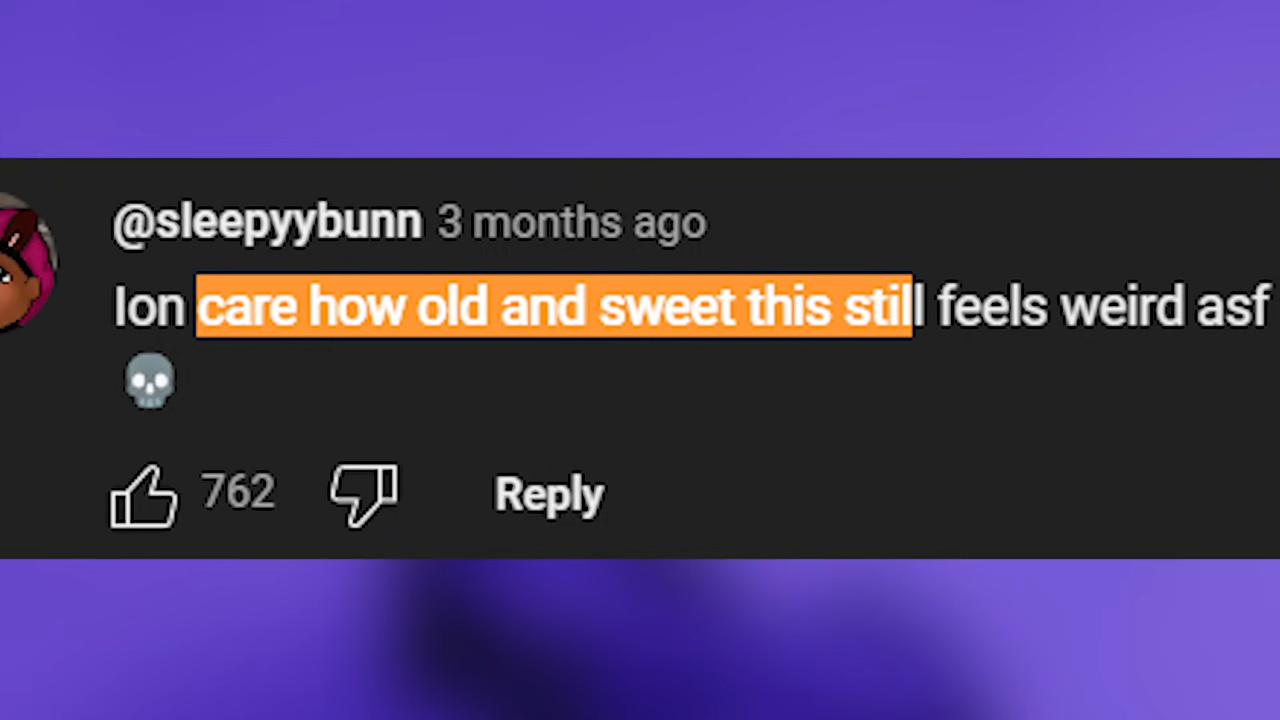 @sleepyybunn 3 months ago
Ion care how old and sweet this still feels weird asf
💀
762 Reply